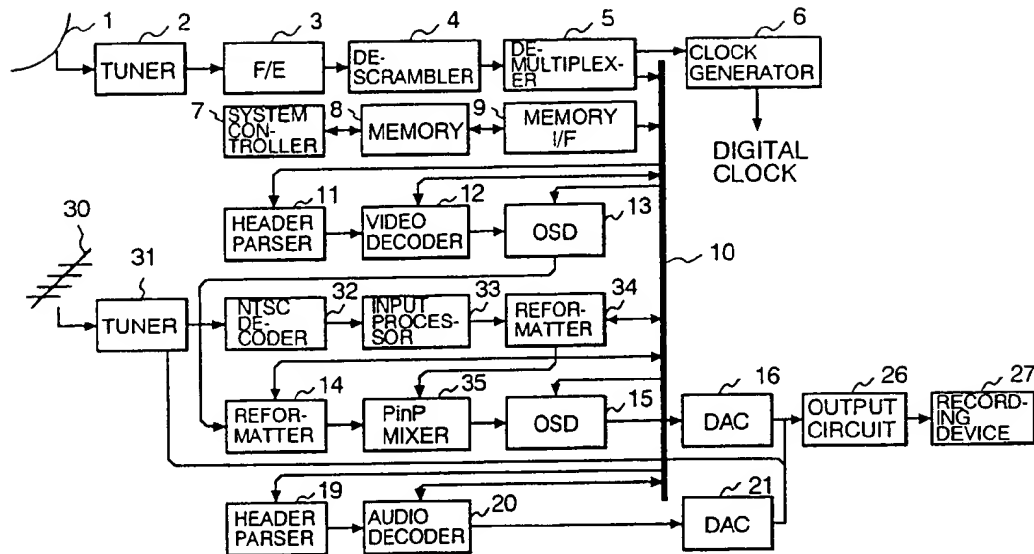 1
2
3
4
5
6
TUNER
F/E
DE-
SCRAMBLER
DE-
MULTIPLEX-
ER
CLOCK
GENERATOR
7
SYSTEM
CON-
TROLLER
8
MEMORY
9
MEMORY
I/F
DIGITAL
CLOCK
11
HEADER
PARSER
12
VIDEO
DECODER
13
OSD
10
30
31
TUNER
NTSC
DE-
CODER
32
INPUT
PROCES-
SOR
33
REFOR-
MATTER
34
14
REFOR-
MATTER
35
PinP
MIXER
OSD
15
16
DAC
26
OUTPUT
CIRCUIT
27
RECORD-
ING
DEVICE
19
HEADER
PARSER
AUDIO
DECODER
20
21
DAC